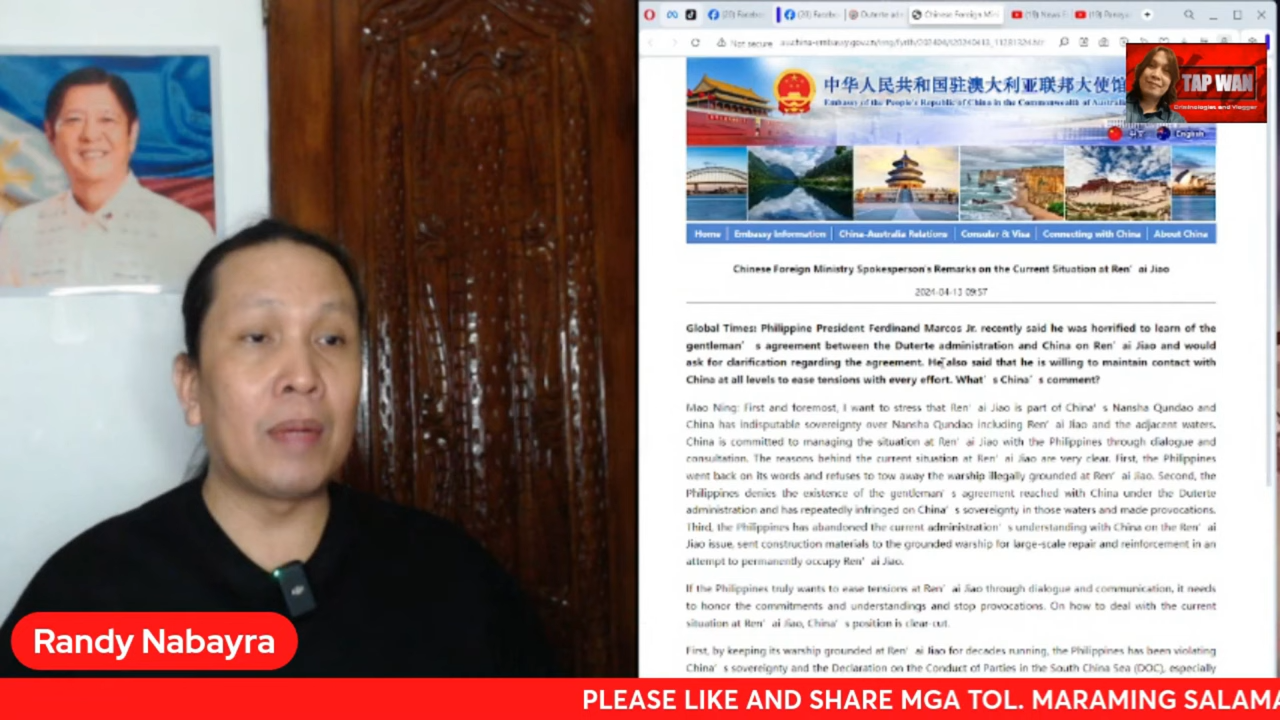 Not secure
TAP WAN
Criminologist and Vlogger
中华人民共和国驻澳大利亚联邦大使馆
Embassy of the People's Republic of China in the Commonwealth of Australia
English
Home
Embassy Information
China-Australia Relations
Consular & Visa
Connecting with China
About China
Chinese Foreign Ministry Spokesperson's Remarks on the Current Situation at Ren' ai Jiao
2024-04-13 09:57
Global Times: Philippine President Ferdinand Marcos Jr. recently said he was horrified to learn of the
gentleman' s agreement between the Duterte administration and China on Ren' ai Jiao and would
ask for clarification regarding the agreement. He also said that he is willing to maintain contact with
China at all levels to ease tensions with every effort. What' s China' s comment?
Mao Ning: First and foremost, I want to stress that Ren' ai Jiao is part of China' s Nansha Qundao and
China has indisputable sovereignty over Nansha Qundao including Ren' ai Jiao and the adjacent waters.
China is committed to managing the situation at Ren' ai Jiao with the Philippines through dialogue and
consultation. The reasons behind the current situation at Ren' ai Jiao are very clear. First, the Philippines
went back on its words and refuses to tow away the warship illegally grounded at Ren' ai Jiao. Second, the
Philippines denies the existence of the gentleman' s agreement reached with China under the Duterte
administration and has repeatedly infringed on China' s sovereignty in those waters and made provocations.
Third, the Philippines has abandoned the current administration' s understanding with China on the Ren' ai
Jiao issue, sent construction materials to the grounded warship for large-scale repair and reinforcement in an
attempt to permanently occupy Ren' ai Jiao.
If the Philippines truly wants to ease tensions at Ren' ai Jiao through dialogue and communication, it needs
to honor the commitments and understandings and stop provocations. On how to deal with the current
situation at Ren' ai Jiao, China' s position is clear-cut.
First, by keeping its warship grounded at Ren' ai Jiao for decades running, the Philippines has been violating
China' s sovereignty and the Declaration on the Conduct of Parties in the South China Sea (DOC), especially
Randy Nabayra
PLEASE LIKE AND SHARE MGA TOL. MARAMING SALAMA